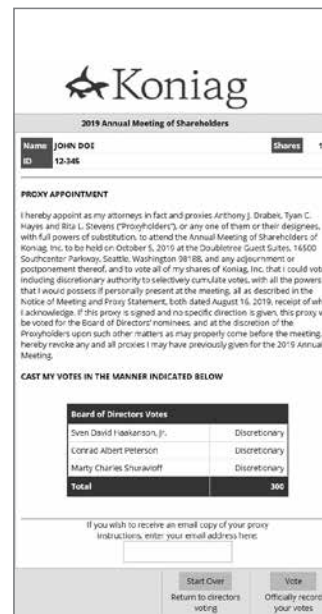 Koniag
2019 Annual Meeting of Shareholders
Name JOHN DOE Shares 1
ID 12-345
PROXY APPOINTMENT
I hereby appoint as my attorneys in fact and proxies Anthony J. Drabek, Tyan C.
Hayes and Rita L. Stevens ("Proxyholders"), or any one of them or their designees,
with full powers of substitution, to attend the Annual Meeting of Shareholders of
Koniag, Inc. to be held on October 5, 2019 at the Doubletree Guest Suites, 16500
Southcenter Parkway, Seattle, Washington 98188, and any adjournment or
postponement thereof, and to vote all of my shares of Koniag, Inc. that I could vote
including discretionary authority to selectively cumulate votes, with all the powers
that I would possess if personally present at the meeting, all as described in the
Notice of Meeting and Proxy Statement, both dated August 16, 2019, receipt of wh
I acknowledge. If this proxy is signed and no specific direction is given, this proxy w
be voted for the Board of Directors' nominees, and at the discretion of the
Proxyholders upon such other matters as may properly come before the meeting.
hereby revoke any and all proxies I may have previously given for the 2019 Annual
Meeting.
CAST MY VOTES IN THE MANNER INDICATED BELOW
Board of Directors Votes
Sven David Haakanson, Jr. Discretionary
Conrad Albert Peterson Discretionary
Marty Charles Shuravloff Discretionary
Total 300
If you wish to receive an email copy of your proxy
instructions, enter your email address here:
Start Over Vote
Return to directors Officially record
voting your votes